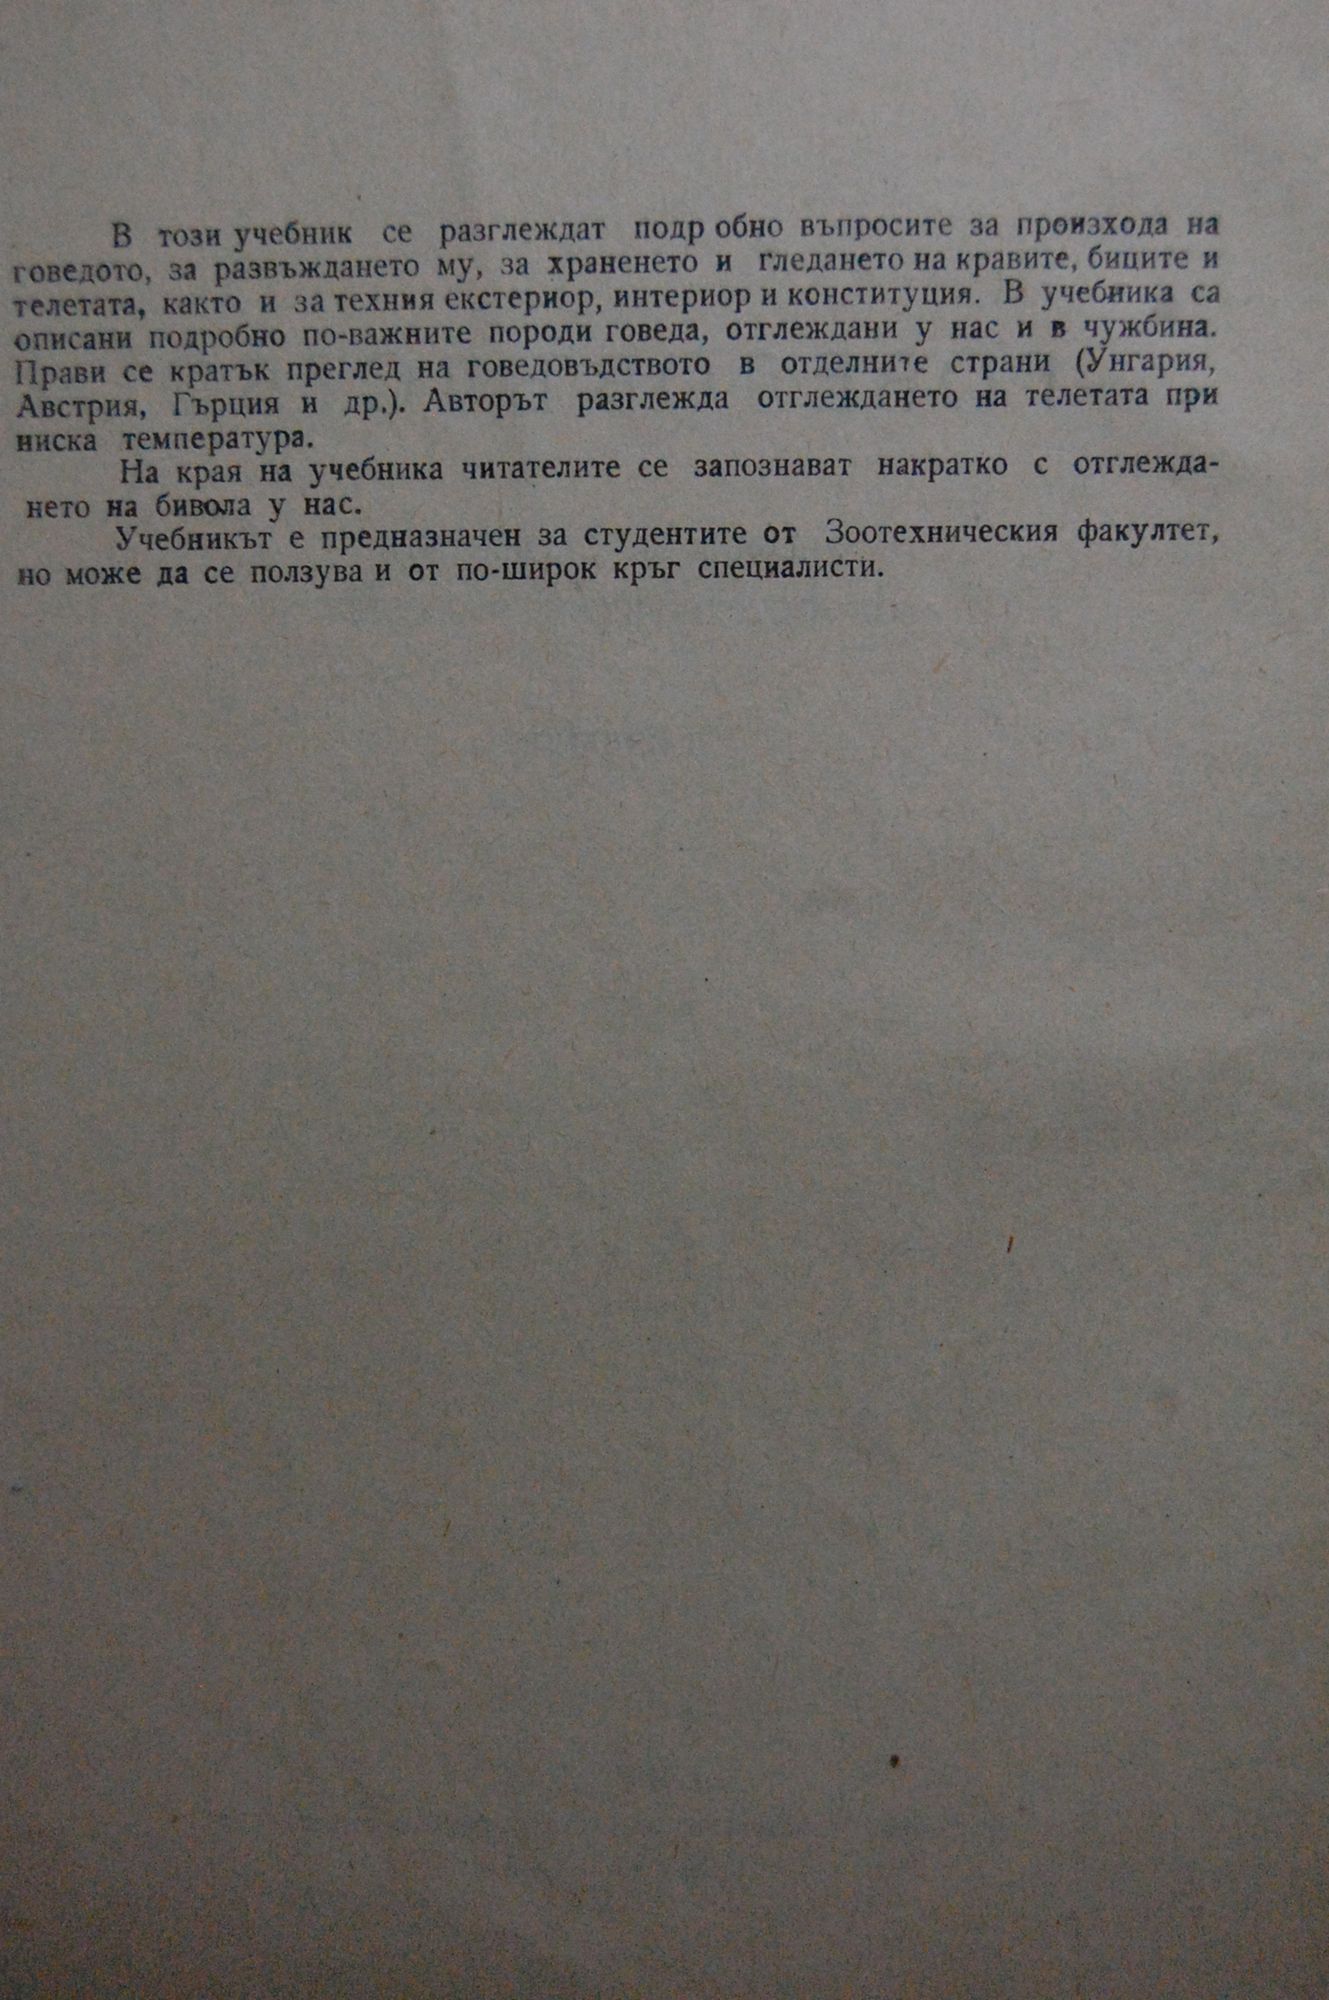 В този учебник се разглеждат подр обно въпросите за произхода на
говедото, за развъждането му, за храненето и гледането на кравите, биците и
телетата, както и за техния екстериор, интериор и конституция. В учебника са
описани подробно по-важните породи говеда, отглеждани у нас и в чужбина.
Прави се кратък преглед на говедовъдството в отделните страни (Унгария,
Австрия, Гърция и др.). Авторът разглежда отглеждането на телетата при
ниска температура.
На края на учебника читателите се запознават накратко с отглежда-
нето на бивола у нас.
Учебникът е предназначен за студентите от Зоотехническия факултет,
но може да се ползува и от по-широк кръг специалисти.